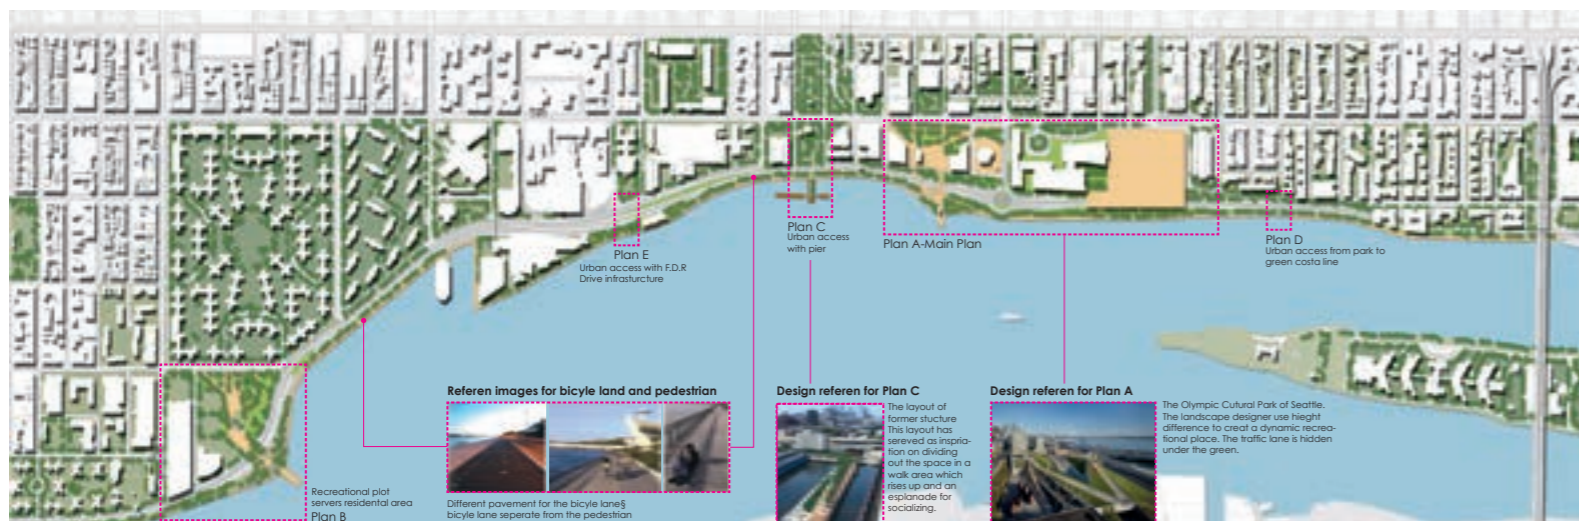 Plan C
Urban access
with pier
Plan A-Main Plan
Plan D
Urban access from park to
green costa line
Plan E
Urban access with F.D.R
Drive infrasturcture
Referen images for bicyle land and pedestrian
Different pavement for the bicycle lane§
bicycle lane seperate from the pedestrian
Design referen for Plan C
The layout of
former stucture
This layout has
sereved as inspria-
tion on dividing
out the space in a
walk area which
rises up and an
esplanade for
socializing.
Design referen for Plan A
The Olympic Cutural Park of Seattle.
The landscape designer use hieght
difference to creat a dynamic recrea-
tional place. The traffic lane is hidden
under the green.
Recreational plot
servers residental area
Plan B